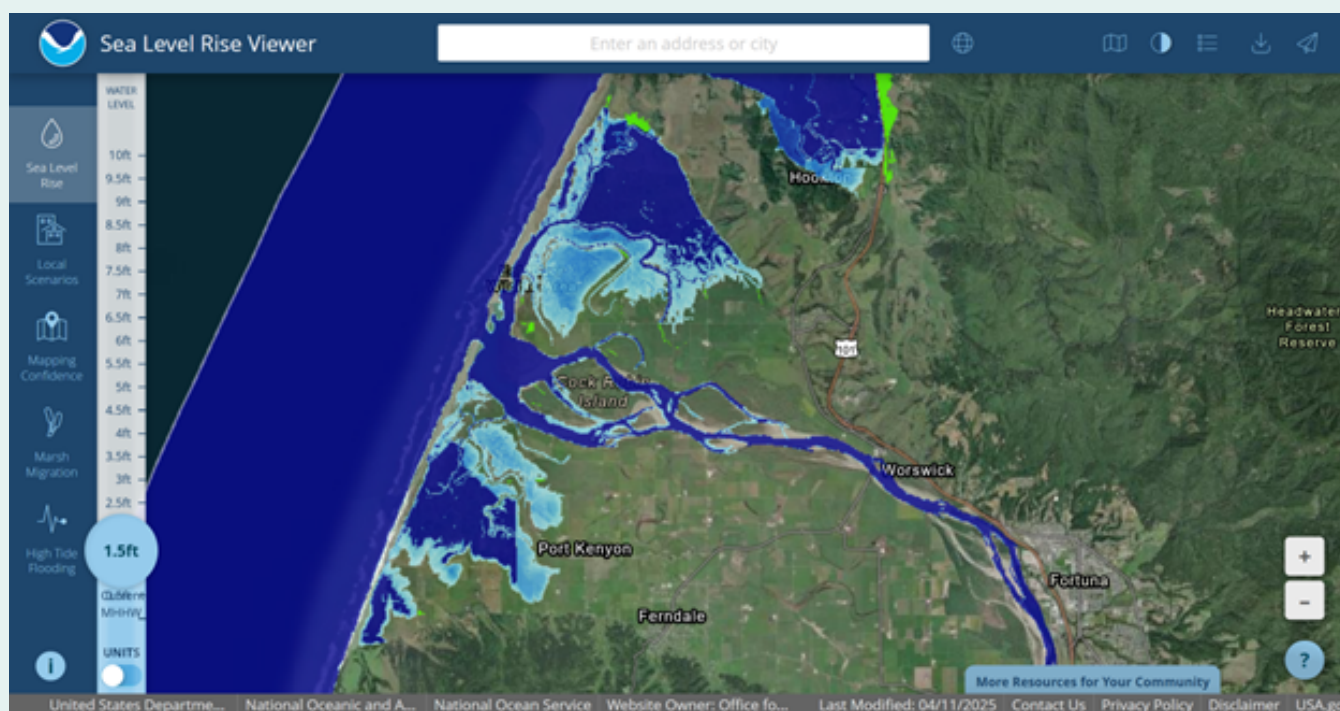 Sea Level Rise Viewer
Enter an address or city
WATER
LEVEL
10ft
9.5ft
9ft
8.5ft
8ft
7.5ft
7ft
6.5ft
6ft
5.5ft
5ft
4.5ft
4ft
3.5ft
3ft
2.5ft
1.5ft
MHHW
UNITS
Sea Level
Rise
Local
Scenarios
Mapping
Confidence
Marsh
Migration
High Tide
Flooding
i
Island
101
Headwater
Forest
Reserve
Worswick
Port Kenyon
Fortuna
Ferndale
+
−
?
More Resources for Your Community
United States Departme...
National Oceanic and A...
National Ocean Service
Website Owner: Office fo...
Last Modified: 04/11/2025
Contact Us
Privacy Policy
Disclaimer
USA.g